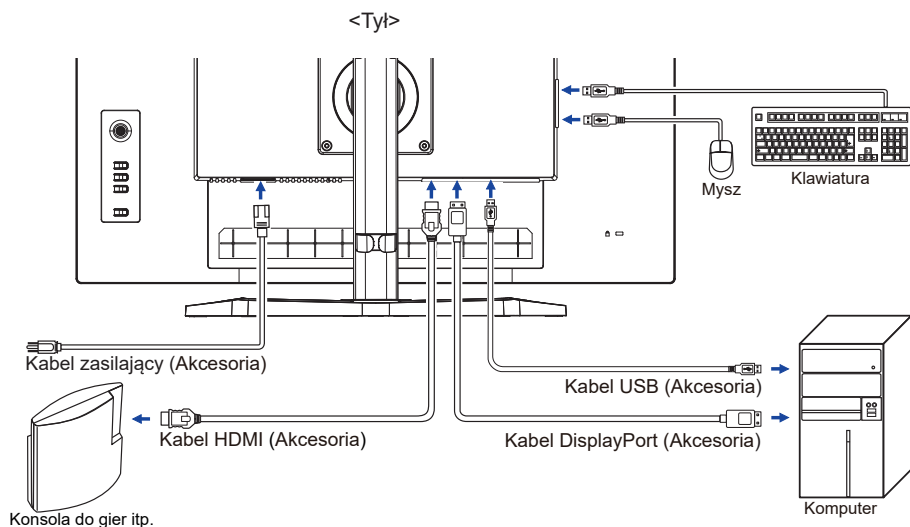 <Tył>
Mysz
Klawiatura
Kabel zasilający (Akcesoria)
Kabel USB (Akcesoria)
Kabel HDMI (Akcesoria)
Kabel DisplayPort (Akcesoria)
Konsola do gier itp.
Komputer